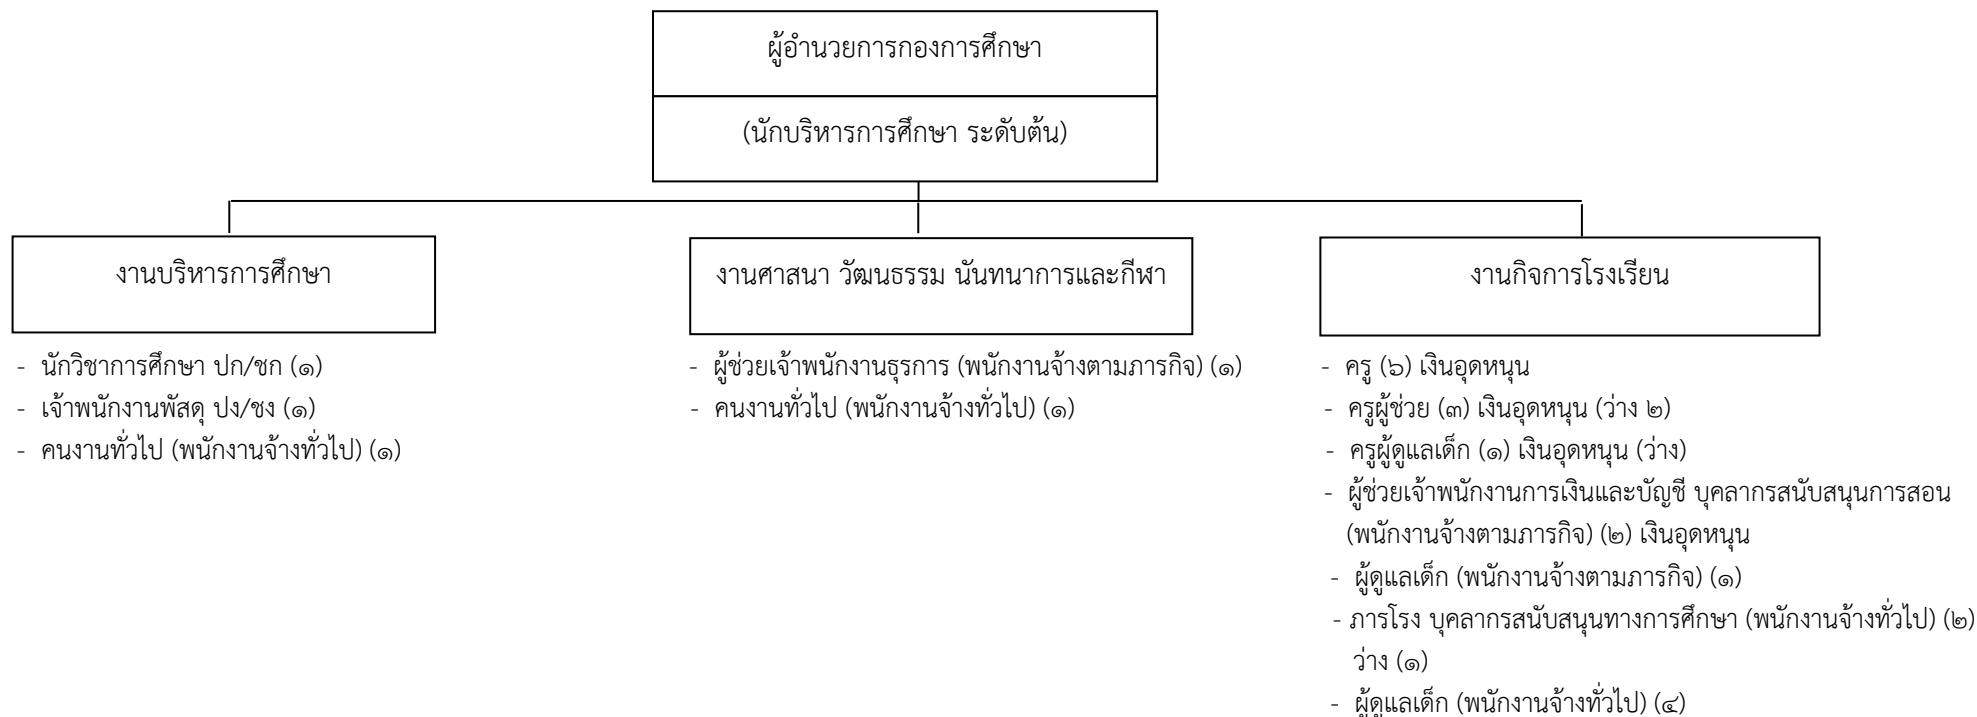 ผู้อำนวยการกองการศึกษา
(นักบริหารการศึกษา ระดับต้น)
งานบริหารการศึกษา
- นักวิชาการศึกษา ปก/ชก (๑)
- เจ้าพนักงานพัสดุ ปง/ชง (๑)
- คนงานทั่วไป (พนักงานจ้างทั่วไป) (๑)
งานศาสนา วัฒนธรรม นันทนาการและกีฬา
- ผู้ช่วยเจ้าพนักงานธุรการ (พนักงานจ้างตามภารกิจ) (๑)
- คนงานทั่วไป (พนักงานจ้างทั่วไป) (๑)
งานกิจการโรงเรียน
- ครู (๖) เงินอุดหนุน
- ครูผู้ช่วย (๓) เงินอุดหนุน (ว่าง ๒)
- ครูผู้ดูแลเด็ก (๑) เงินอุดหนุน (ว่าง)
- ผู้ช่วยเจ้าพนักงานการเงินและบัญชี บุคลากรสนับสนุนการสอน
(พนักงานจ้างตามภารกิจ) (๒) เงินอุดหนุน
- ผู้ดูแลเด็ก (พนักงานจ้างตามภารกิจ) (๑)
- ภารโรง บุคลากรสนับสนุนทางการศึกษา (พนักงานจ้างทั่วไป) (๒)
ว่าง (๑)
- ผู้ดูแลเด็ก (พนักงานจ้างทั่วไป) (๔)